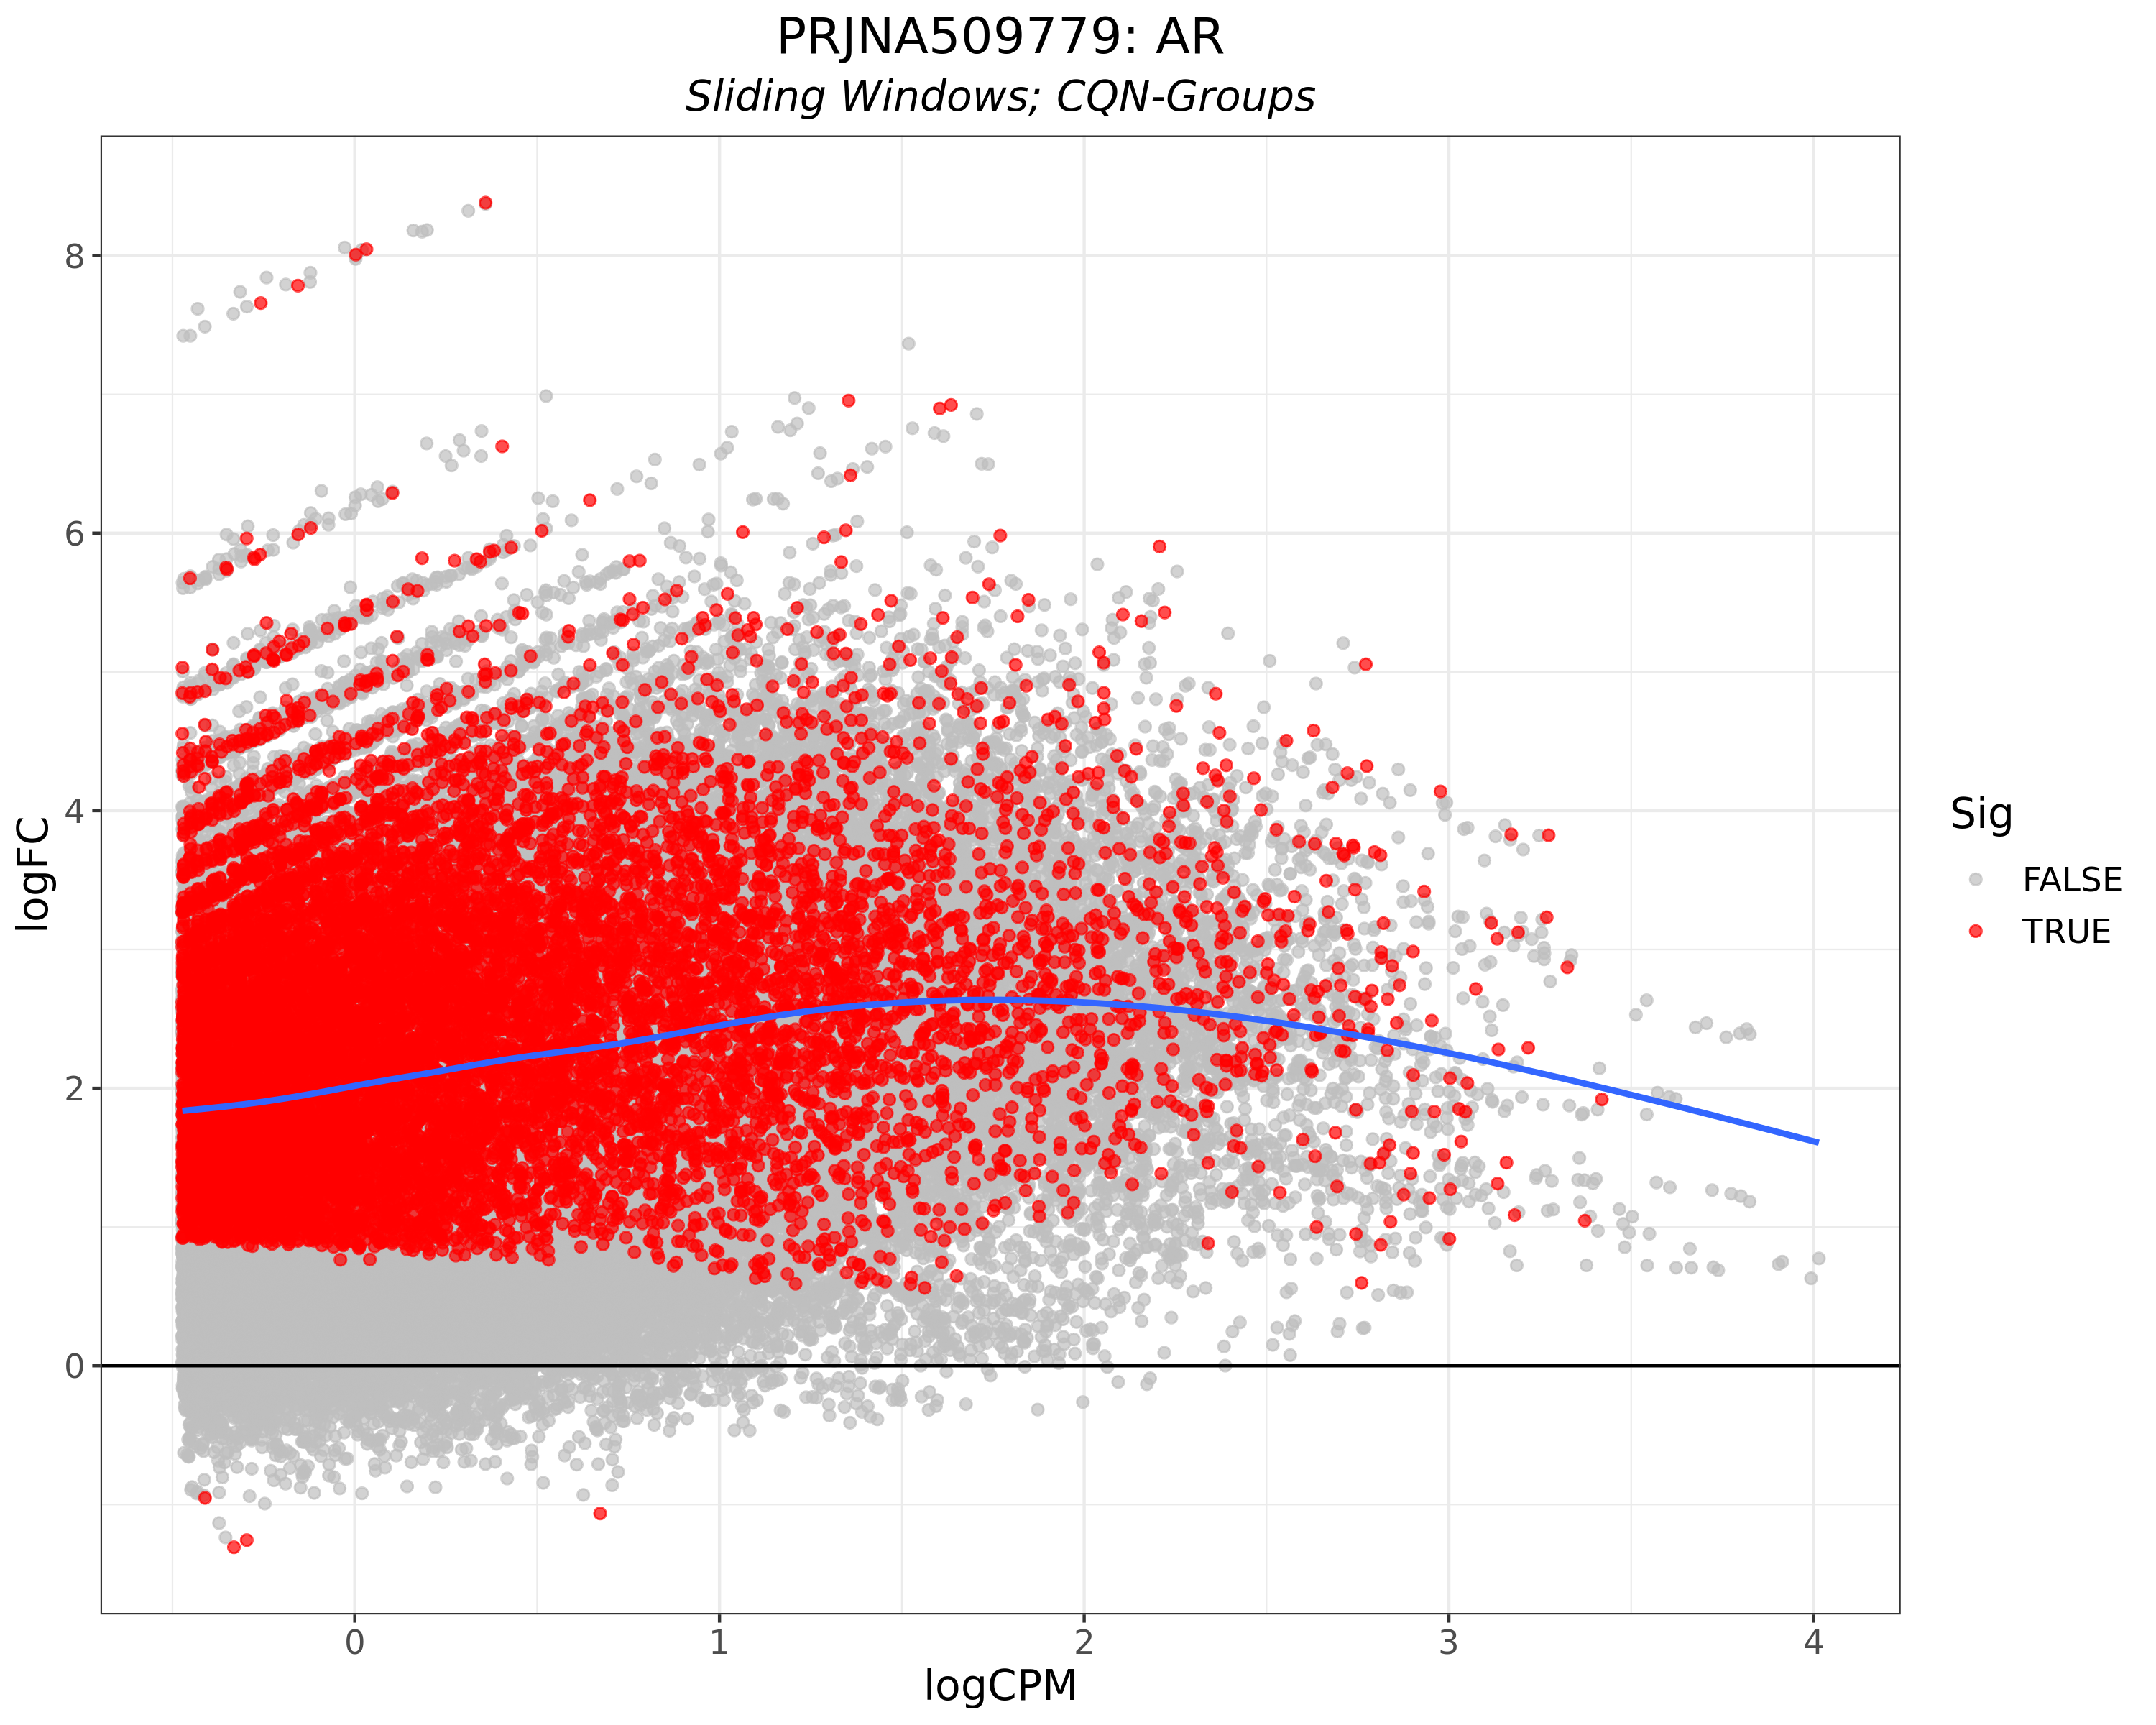 PRJNA509779: AR
Sliding Windows; CQN-Groups
logFC
8
6
4
2
0
0
1
2
3
4
logCPM
Sig
FALSE
TRUE